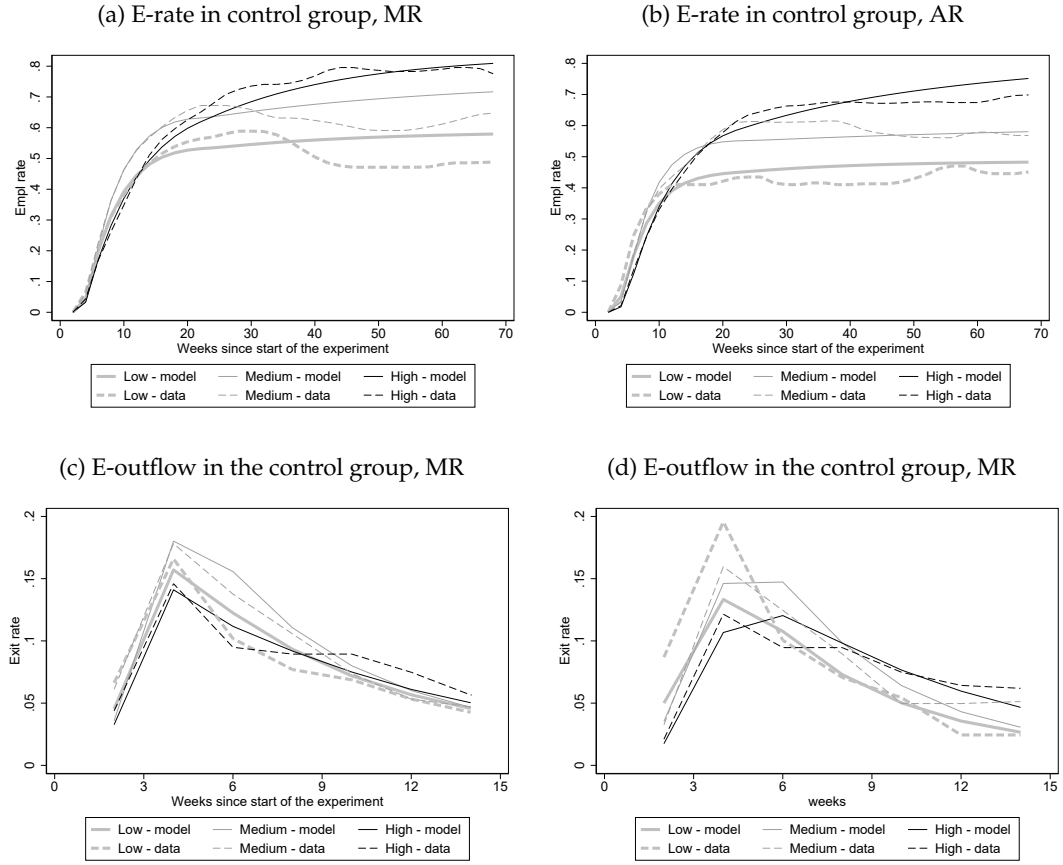 (a) E-rate in control group, MR
Empl rate
0 .1 .2 .3 .4 .5 .6 .7 .8
0 10 20 30 40 50 60 70
Weeks since start of the experiment
Low - model Medium - model High - model
Low - data Medium - data High - data
(b) E-rate in control group, AR
Empl rate
0 .1 .2 .3 .4 .5 .6 .7 .8
0 10 20 30 40 50 60 70
Weeks since start of the experiment
Low - model Medium - model High - model
Low - data Medium - data High - data
(c) E-outflow in the control group, MR
Exit rate
0 .05 .1 .15 .2
0 3 6 9 12 15
Weeks since start of the experiment
Low - model Medium - model High - model
Low - data Medium - data High - data
(d) E-outflow in the control group, MR
Exit rate
0 .05 .1 .15 .2
0 3 6 9 12 15
weeks
Low - model Medium - model High - model
Low - data Medium - data High - data